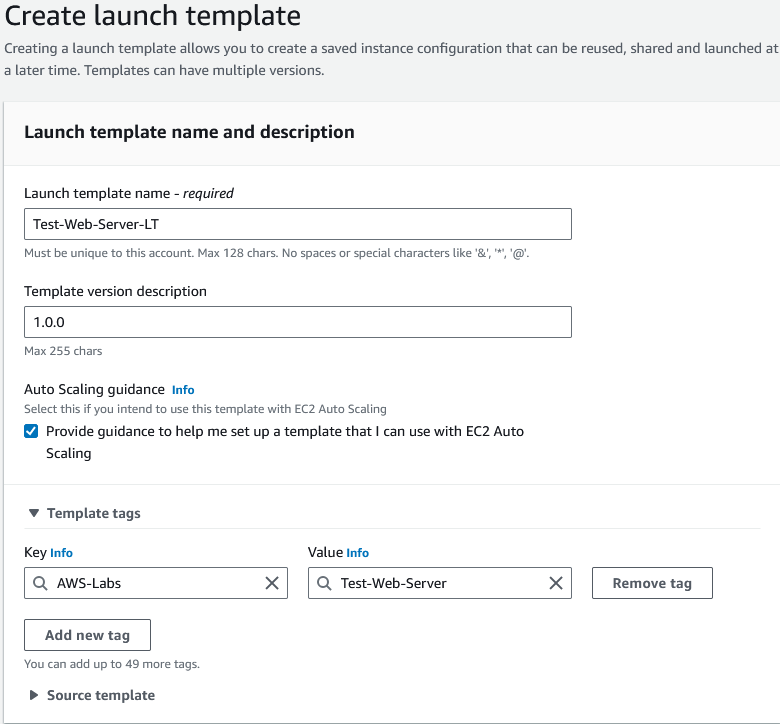 Create launch template
Creating a launch template allows you to create a saved instance configuration that can be reused, shared and launched at
a later time. Templates can have multiple versions.
Launch template name and description
Launch template name - required
Test-Web-Server-LT
Must be unique to this account. Max 128 chars. No spaces or special characters like '&', '*', '@'.
Template version description
1.0.0
Max 255 chars
Auto Scaling guidance Info
Select this if you intend to use this template with EC2 Auto Scaling
Provide guidance to help me set up a template that I can use with EC2 Auto
Scaling
Template tags
Key Info Value Info
AWS-Labs Test-Web-Server Remove tag
Add new tag
You can add up to 49 more tags.
Source template